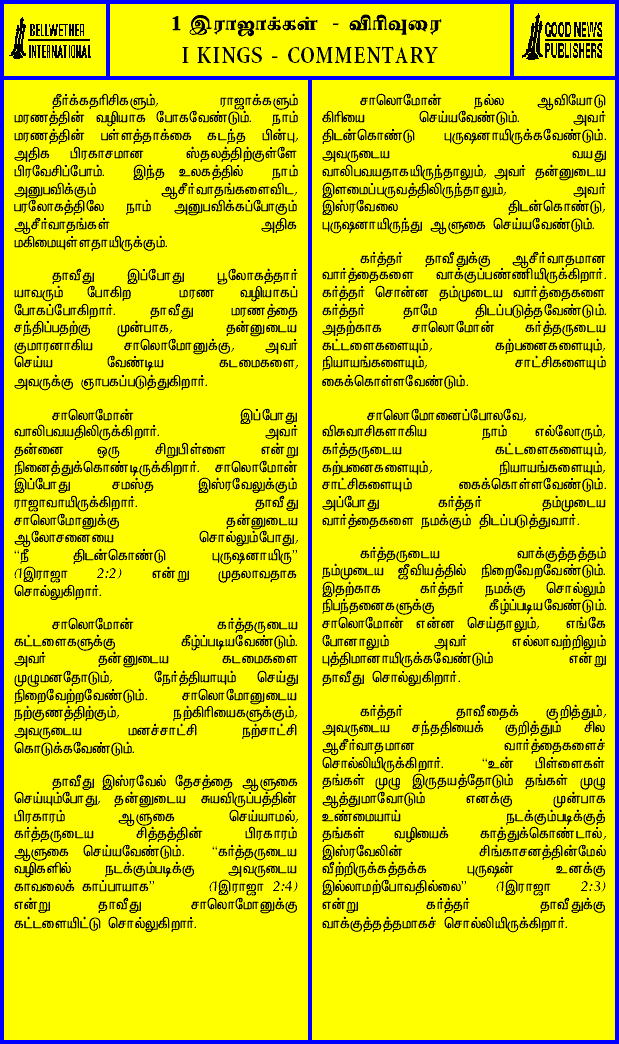 BELLWETHER
INTERNATIONAL
1 இராஜாக்கள் - விரிவுரை
I KINGS - COMMENTARY
GOOD NEWS
PUBLISHERS
தீர்க்கதரிசிகளும், ராஜாக்களும்
மரணத்தின் வழியாக போகவேண்டும். நாம்
மரணத்தின் பள்ளத்தாக்கை கடந்த பின்பு,
அதிக பிரகாசமான ஸ்தலத்திற்குள்ளே
பிரவேசிப்போம். இந்த உலகத்தில் நாம்
அனுபவிக்கும் ஆசீர்வாதங்களைவிட,
பரலோகத்திலே நாம் அனுபவிக்கப்போகும்
ஆசீர்வாதங்கள் அதிக
மகிமையுள்ளதாயிருக்கும்.
தாவீது இப்போது பூலோகத்தார்
யாவரும் போகிற மரண வழியாகப்
போகப்போகிறார். தாவீது மரணத்தை
சந்திப்பதற்கு முன்பாக, தன்னுடைய
குமாரனாகிய சாலொமோனுக்கு, அவர்
செய்ய வேண்டிய கடமைகளை,
அவருக்கு ஞாபகப்படுத்துகிறார்.
சாலொமோன் இப்போது
வாலிபவயதிலிருக்கிறார். அவர்
தன்னை ஒரு சிறுபிள்ளை என்று
நினைத்துக்கொண்டிருக்கிறார். சாலொமோன்
இப்போது சமஸ்த இஸ்ரவேலுக்கும்
ராஜாவாயிருக்கிறார். தாவீது
சாலொமோனுக்கு தன்னுடைய
ஆலோசனையை சொல்லும்போது,
“நீ திடன்கொண்டு புருஷனாயிரு”
(1இராஜா 2:2) என்று முதலாவதாக
சொல்லுகிறார்.
சாலொமோன் கர்த்தருடைய
கட்டளைகளுக்கு கீழ்ப்படியவேண்டும்.
அவர் தன்னுடைய கடமைகளை
முழுமனதோடும், நேர்த்தியாயும் செய்து
நிறைவேற்றவேண்டும். சாலொமோனுடைய
நற்குணத்திற்கும், நற்கிரியைகளுக்கும்,
அவருடைய மனச்சாட்சி நற்சாட்சி
கொடுக்கவேண்டும்.
தாவீது இஸ்ரவேல் தேசத்தை ஆளுகை
செய்யும்போது, தன்னுடைய சுயவிருப்பத்தின்
பிரகாரம் ஆளுகை செய்யாமல்,
கர்த்தருடைய சித்தத்தின் பிரகாரம்
ஆளுகை செய்யவேண்டும். “கர்த்தருடைய
வழிகளில் நடக்கும்படிக்கு அவருடைய
காவலைக் காப்பாயாக” (1இராஜா 2:4)
என்று தாவீது சாலொமோனுக்கு
கட்டளையிட்டு சொல்லுகிறார்.
சாலொமோன் நல்ல ஆவியோடு
கிரியை செய்யவேண்டும். அவர்
திடன்கொண்டு புருஷனாயிருக்கவேண்டும்.
அவருடைய வயது
வாலிபவயதாகயிருந்தாலும், அவர் தன்னுடைய
இளமைப்பருவத்திலிருந்தாலும், அவர்
இஸ்ரவேலை திடன்கொண்டு,
புருஷனாயிருந்து ஆளுகை செய்யவேண்டும்.
கர்த்தர் தாவீதுக்கு ஆசீர்வாதமான
வார்த்தைகளை வாக்குப்பண்ணியிருக்கிறார்.
கர்த்தர் சொன்ன தம்முடைய வார்த்தைகளை
கர்த்தர் தாமே திடப்படுத்தவேண்டும்.
அதற்காக சாலொமோன் கர்த்தருடைய
கட்டளைகளையும், கற்பனைகளையும்,
நியாயங்களையும், சாட்சிகளையும்
கைக்கொள்ளவேண்டும்.
சாலொமோனைப்போலவே,
விசுவாசிகளாகிய நாம் எல்லோரும்,
கர்த்தருடைய கட்டளைகளையும்,
கற்பனைகளையும், நியாயங்களையும்,
சாட்சிகளையும் கைக்கொள்ளவேண்டும்.
அப்போது கர்த்தர் தம்முடைய
வார்த்தைகளை நமக்கும் திடப்படுத்துவார்.
கர்த்தருடைய வாக்குத்தத்தம்
நம்முடைய ஜீவியத்தில் நிறைவேறவேண்டும்.
இதற்காக கர்த்தர் நமக்கு சொல்லும்
நிபந்தனைகளுக்கு கீழ்ப்படியவேண்டும்.
சாலொமோன் என்ன செய்தாலும், எங்கே
போனாலும் அவர் எல்லாவற்றிலும்
புத்திமானாயிருக்கவேண்டும் என்று
தாவீது சொல்லுகிறார்.
கர்த்தர் தாவீதைக் குறித்தும்,
அவருடைய சந்ததியைக் குறித்தும் சில
ஆசீர்வாதமான வார்த்தைகளைச்
சொல்லியிருக்கிறார். “உன் பிள்ளைகள்
தங்கள் முழு இருதயத்தோடும் தங்கள் முழு
ஆத்துமாவோடும் எனக்கு முன்பாக
உண்மையாய் நடக்கும்படிக்குத்
தங்கள் வழியைக் காத்துக்கொண்டால்,
இஸ்ரவேலின் சிங்காசனத்தின்மேல்
வீற்றிருக்கத்தக்க புருஷன் உனக்கு
இல்லாமற்போவதில்லை” (1இராஜா 2:3)
என்று கர்த்தர் தாவீதுக்கு
வாக்குத்தத்தமாகச் சொல்லியிருக்கிறார்.